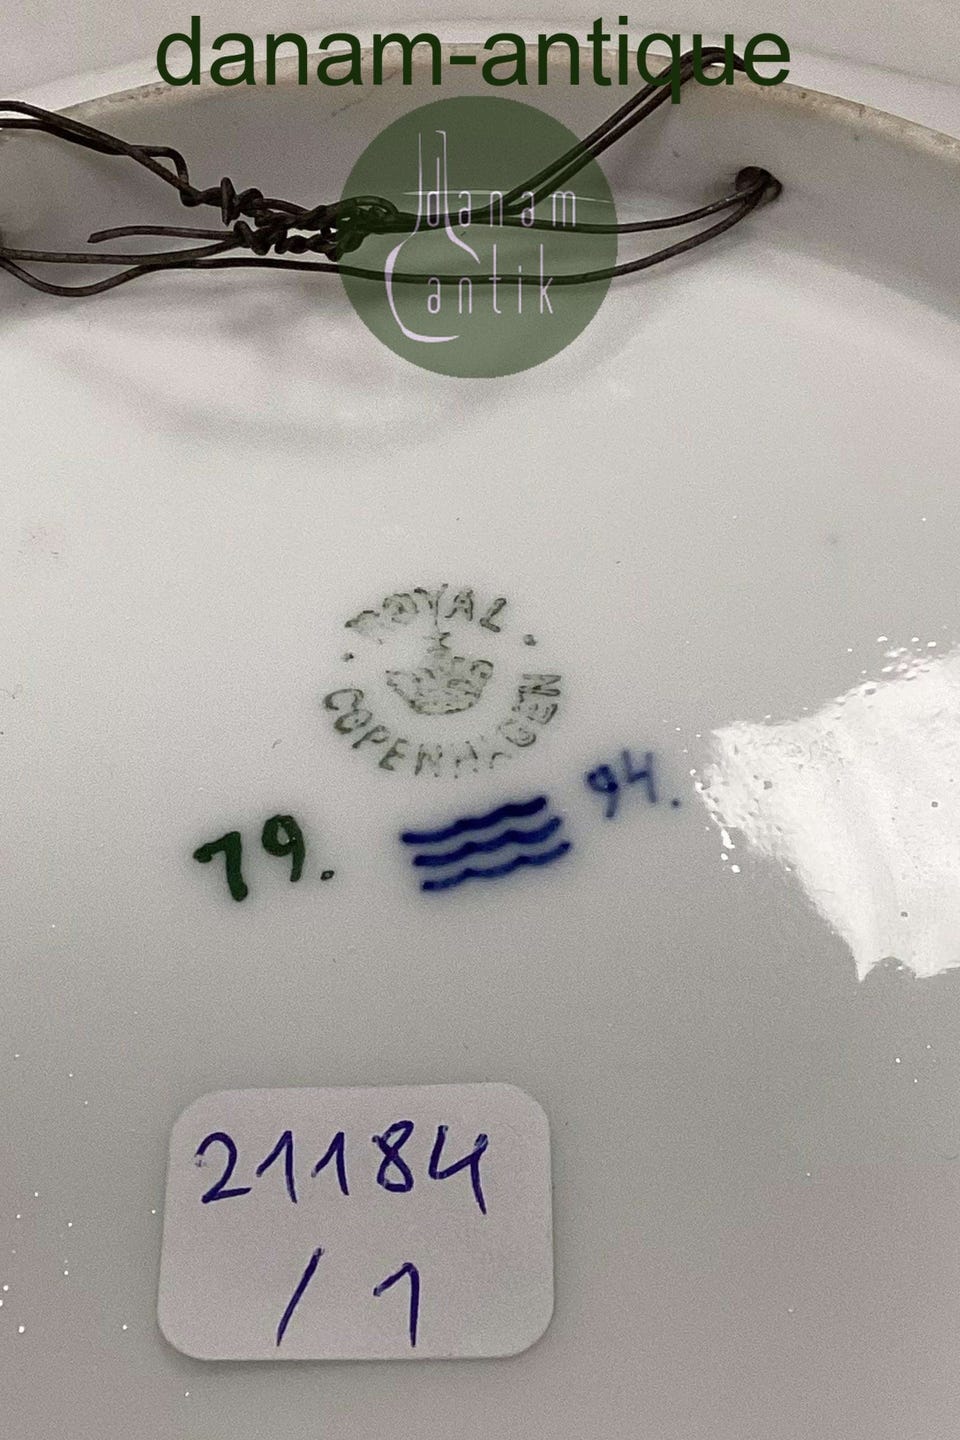 danam-antique
danam
antik
ROYAL
COPENHAGEN
94.
79.
21184
/1